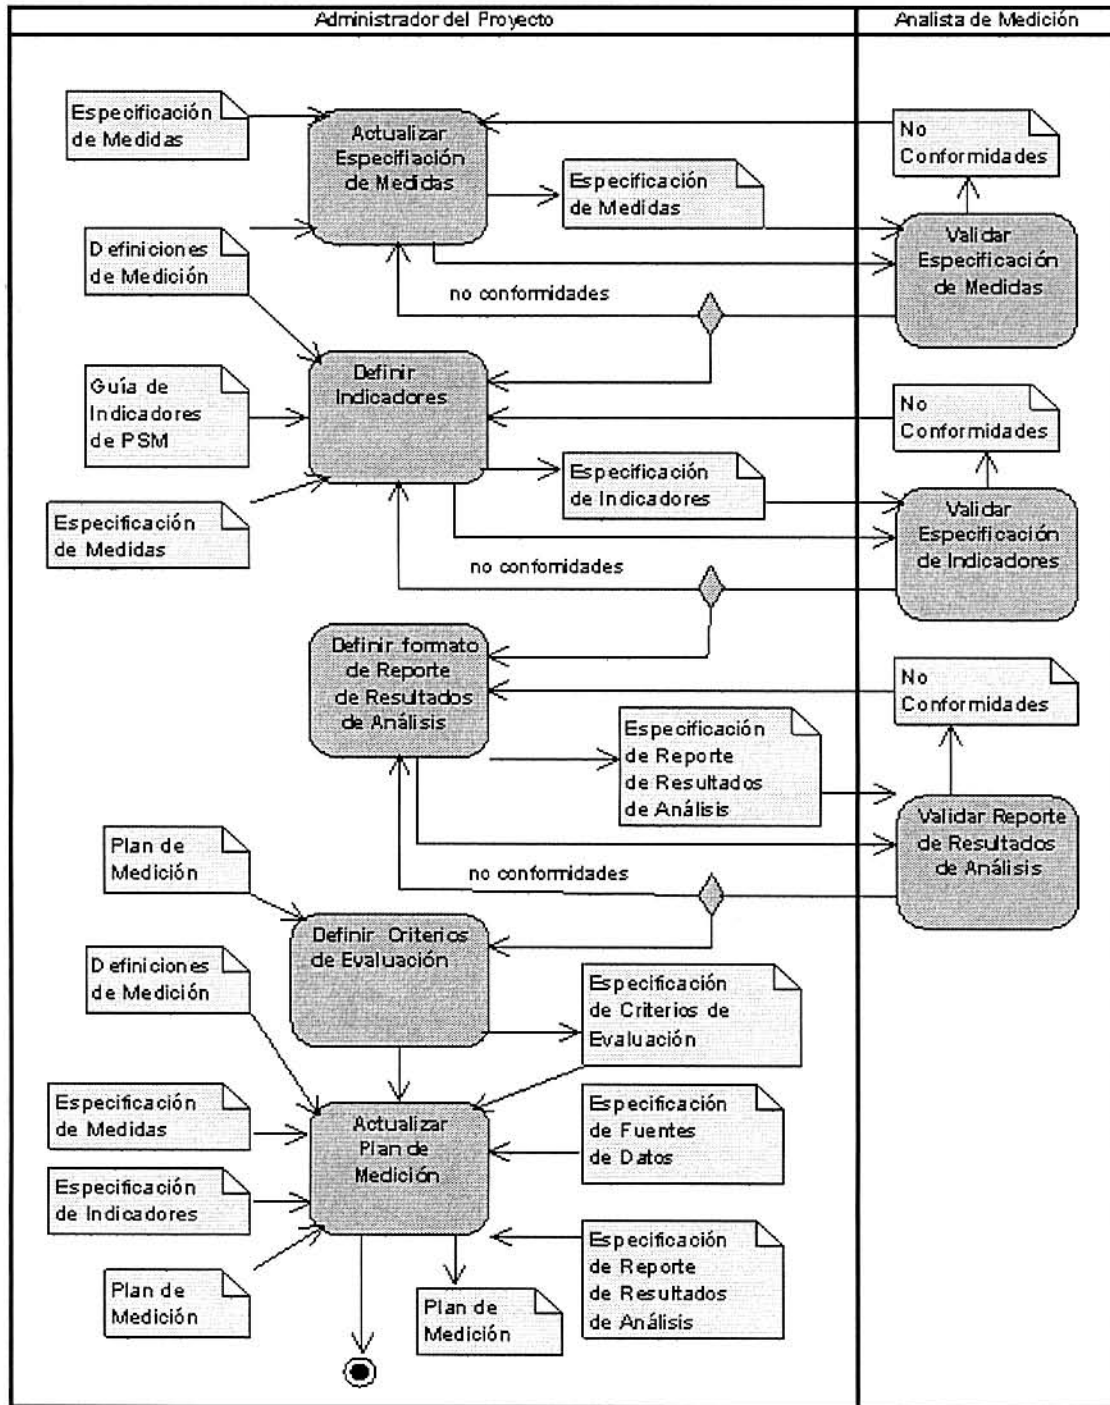 Administrador del Proyecto
Analista de Medición
Especificación
de Medidas
Actualizar
Especifiación
de Medidas
No
Conformidades
Especificación
de Medidas
Definiciones
de Medición
Validar
Especificación
de Medidas
no conformidades
Definir
Indicadores
Guía de
Indicadores
de PSM
No
Conformidades
Especificación
de Indicadores
Especificación
de Medidas
Validar
Especificación
de Indicadores
no conformidades
Definir formato
de Reporte
de Resultados
de Análisis
No
Conformidades
Especificación
de Reporte
de Resultados
de Análisis
Validar Reporte
de Resultados
de Análisis
Plan de
Medición
no conformidades
Definir Criterios
de Evaluación
Definiciones
de Medición
Especificación
de Criterios de
Evaluación
Especificación
de Medidas
Actualizar
Plan de
Medición
Especificación
de Fuentes
de Datos
Especificación
de Indicadores
Especificación
de Reporte
de Resultados
de Análisis
Plan de
Medición
Plan de
Medición